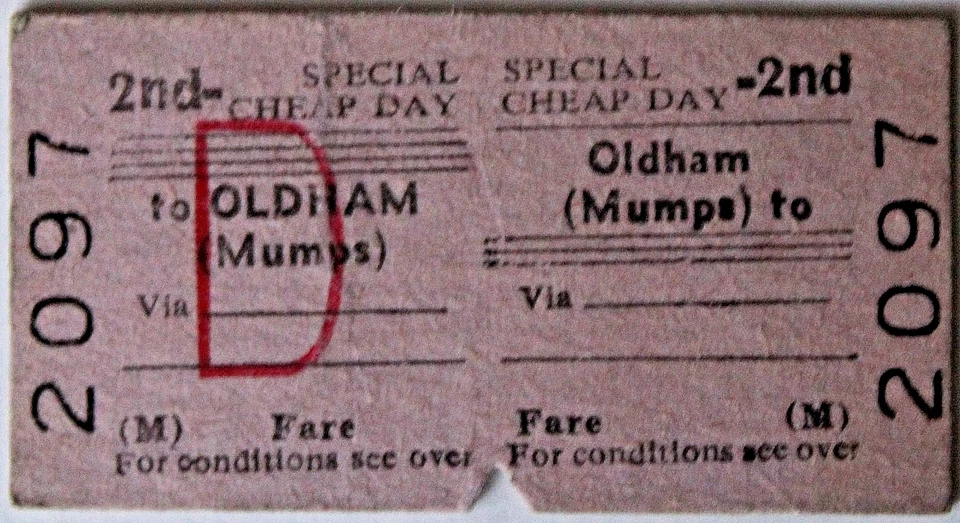 2nd- SPECIAL
CHEAP DAY
to OLDHAM
(Mumps)
Via
(M) Fare
For conditions see over
D
2097
SPECIAL -2nd
CHEAP DAY
Oldham
(Mumps) to
Via
Fare (M)
For conditions see over
2097